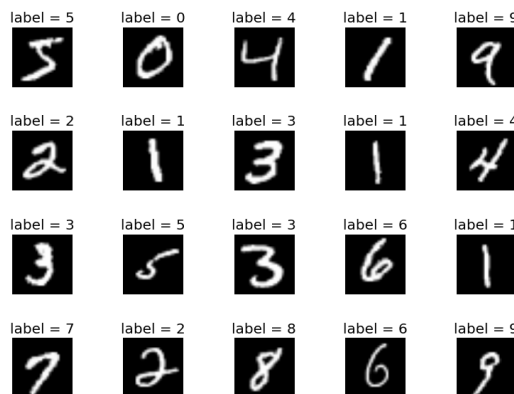 label = 5 label = 0 label = 4 label = 1 label = 9
5 0 4 1 9
label = 2 label = 1 label = 3 label = 1 label = 4
2 1 3 1 4
label = 3 label = 5 label = 3 label = 6 label = 1
3 5 3 6 1
label = 7 label = 2 label = 8 label = 6 label = 9
7 2 8 6 9